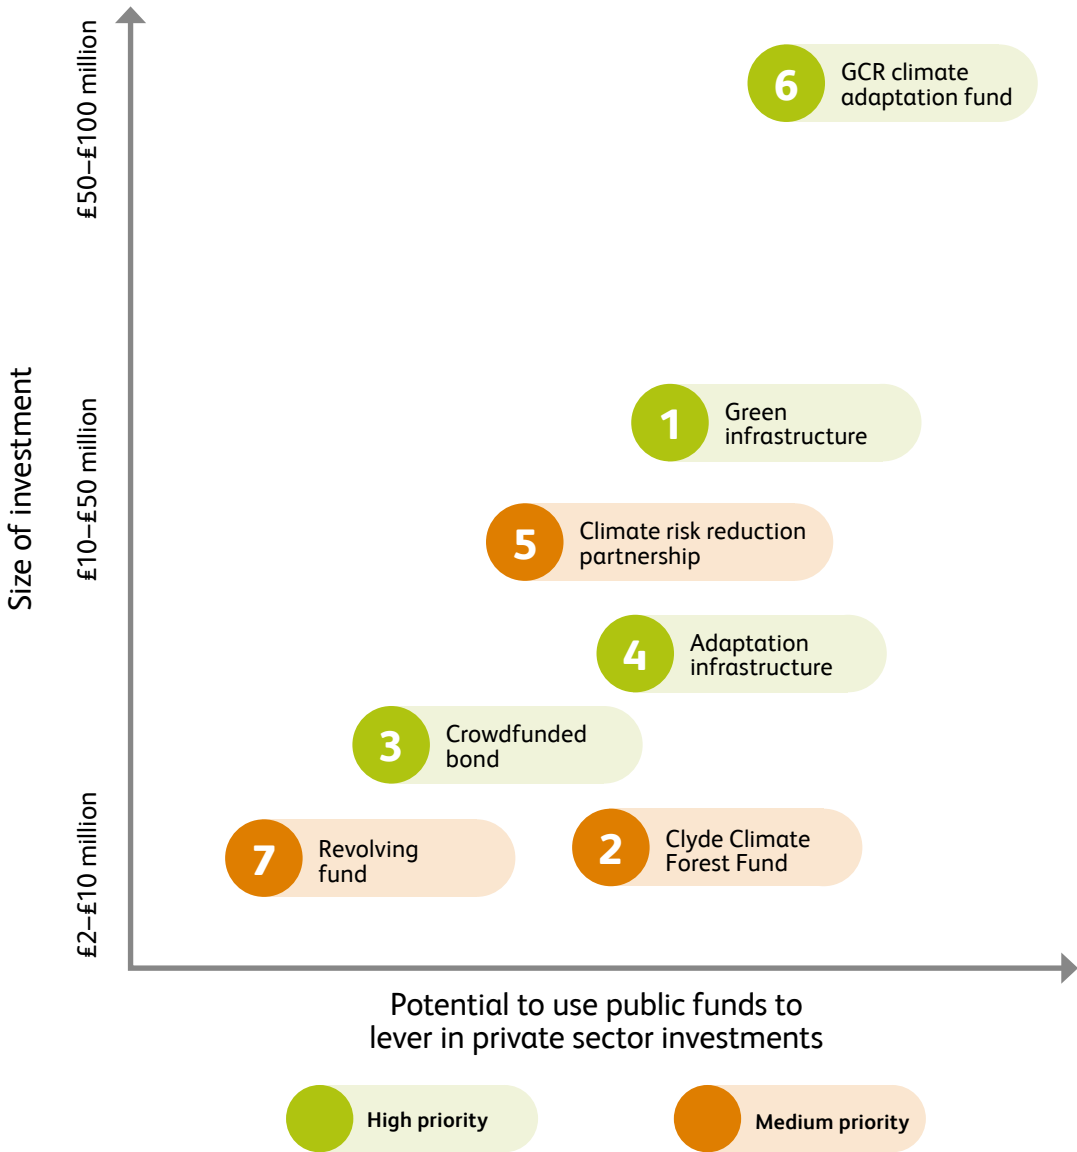 Size of investment
£50–£100 million
£10–£50 million
£2–£10 million
6
GCR climate
adaptation fund
1
Green
infrastructure
5
Climate risk reduction
partnership
4
Adaptation
infrastructure
3
Crowdfunded
bond
7
Revolving
fund
2
Clyde Climate
Forest Fund
Potential to use public funds to
lever in private sector investments
High priority
Medium priority